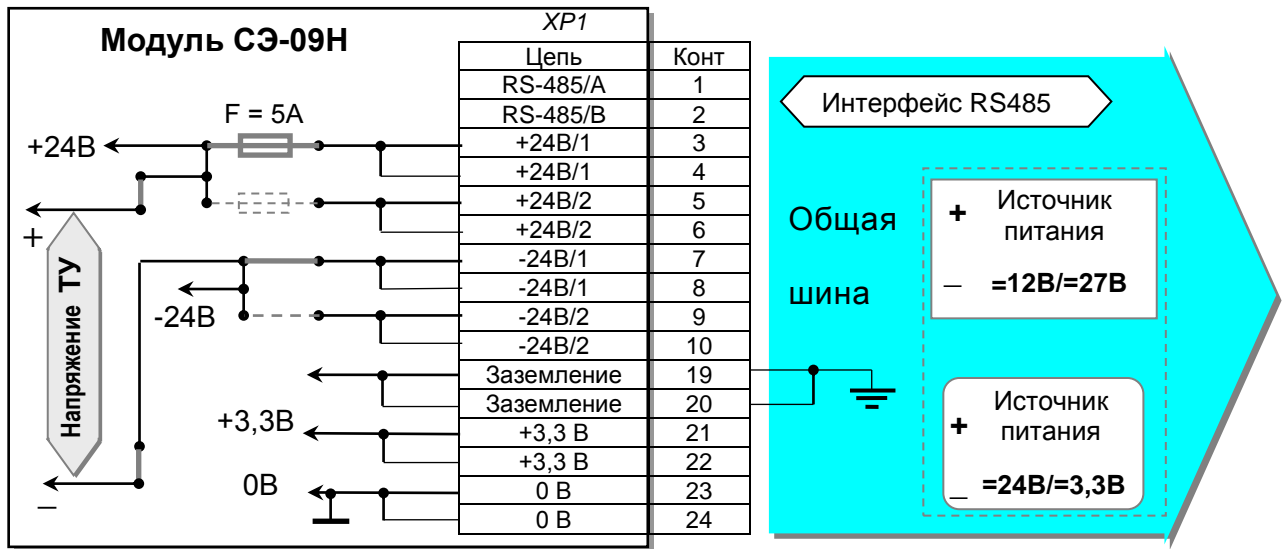 Модуль СЭ-09Н
XP1
Цепь Конт
RS-485/A 1
RS-485/B 2
+24В/1 3
+24В/1 4
+24В/2 5
+24В/2 6
-24В/1 7
-24В/1 8
-24В/2 9
-24В/2 10
Заземление 19
Заземление 20
+3,3 В 21
+3,3 В 22
0 В 23
0 В 24
F = 5A
+24В
+
Напряжение ТУ
–
-24В
+3,3В
0В
Интерфейс RS485
Общая
шина
+ Источник
питания
– =12В/=27В
Источник
+ питания
– =24В/=3,3В